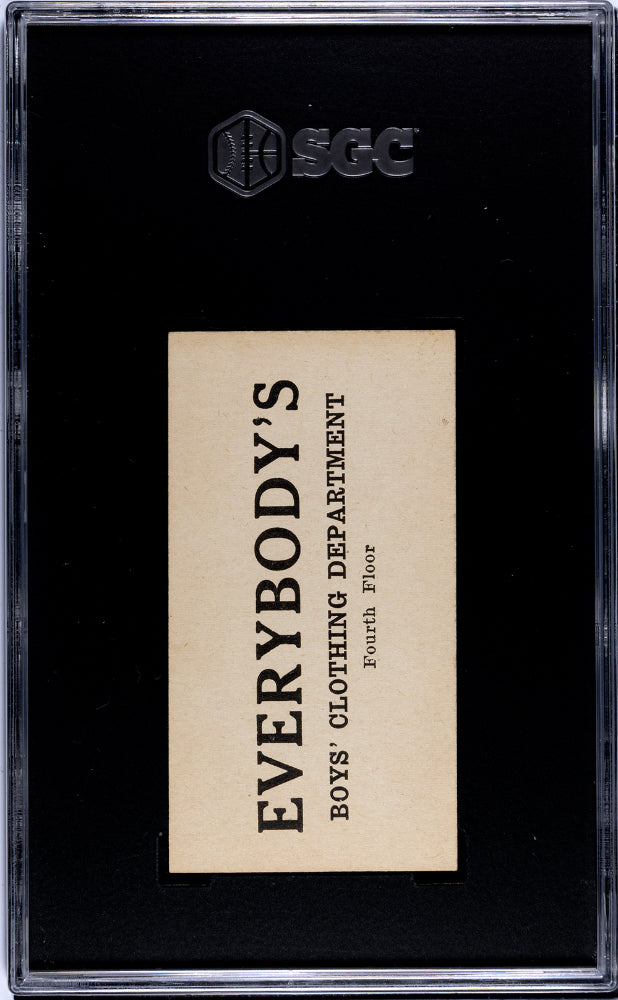 SGC
EVERYBODY'S
BOYS' CLOTHING DEPARTMENT
Fourth Floor